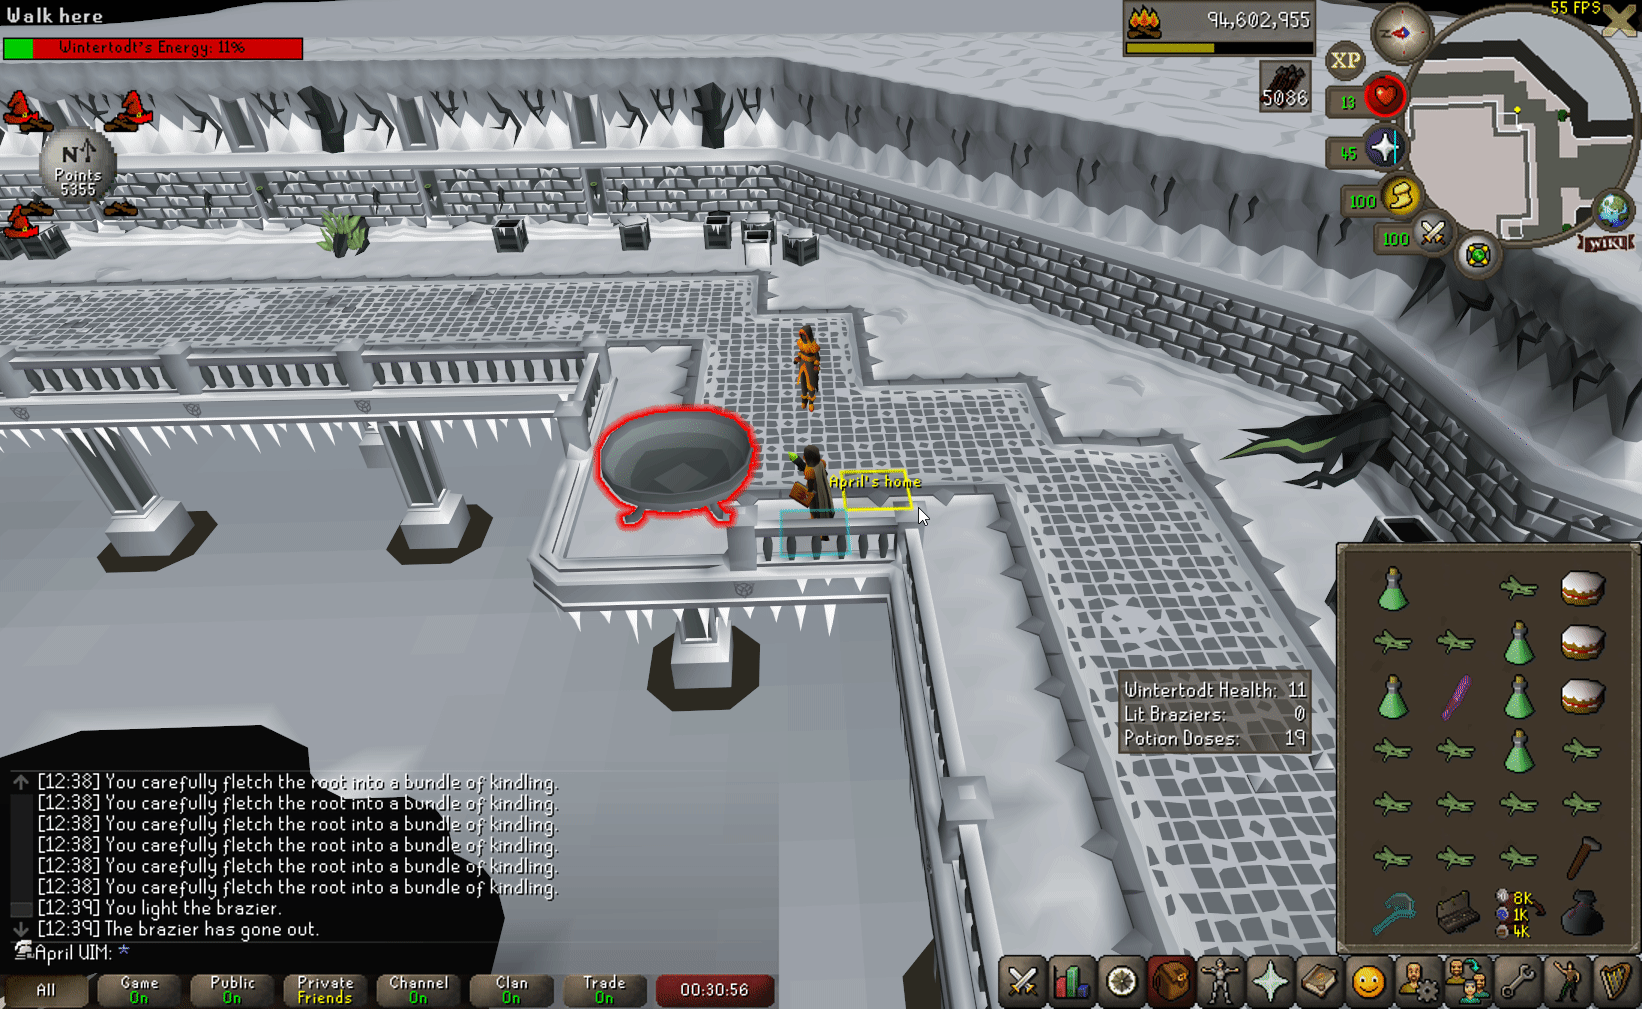 Walk here
55 FPS
94,602,955
Wintertodt's Energy: 11%
XP
5086
13
N
Points
5355
45
100
100
WIKI
April's home
Wintertodt Health: 11
Lit Braziers: 0
Potion Doses: 19
[12:38] You carefully fletch the root into a bundle of kindling.
[12:38] You carefully fletch the root into a bundle of kindling.
[12:38] You carefully fletch the root into a bundle of kindling.
[12:38] You carefully fletch the root into a bundle of kindling.
[12:38] You carefully fletch the root into a bundle of kindling.
[12:38] You carefully fletch the root into a bundle of kindling.
[12:39] You light the brazier.
[12:39] The brazier has gone out.
April UIM: *
8K
1K
4K
All
Game
On
Public
On
Private
Friends
Channel
On
Clan
On
Trade
On
00:30:56